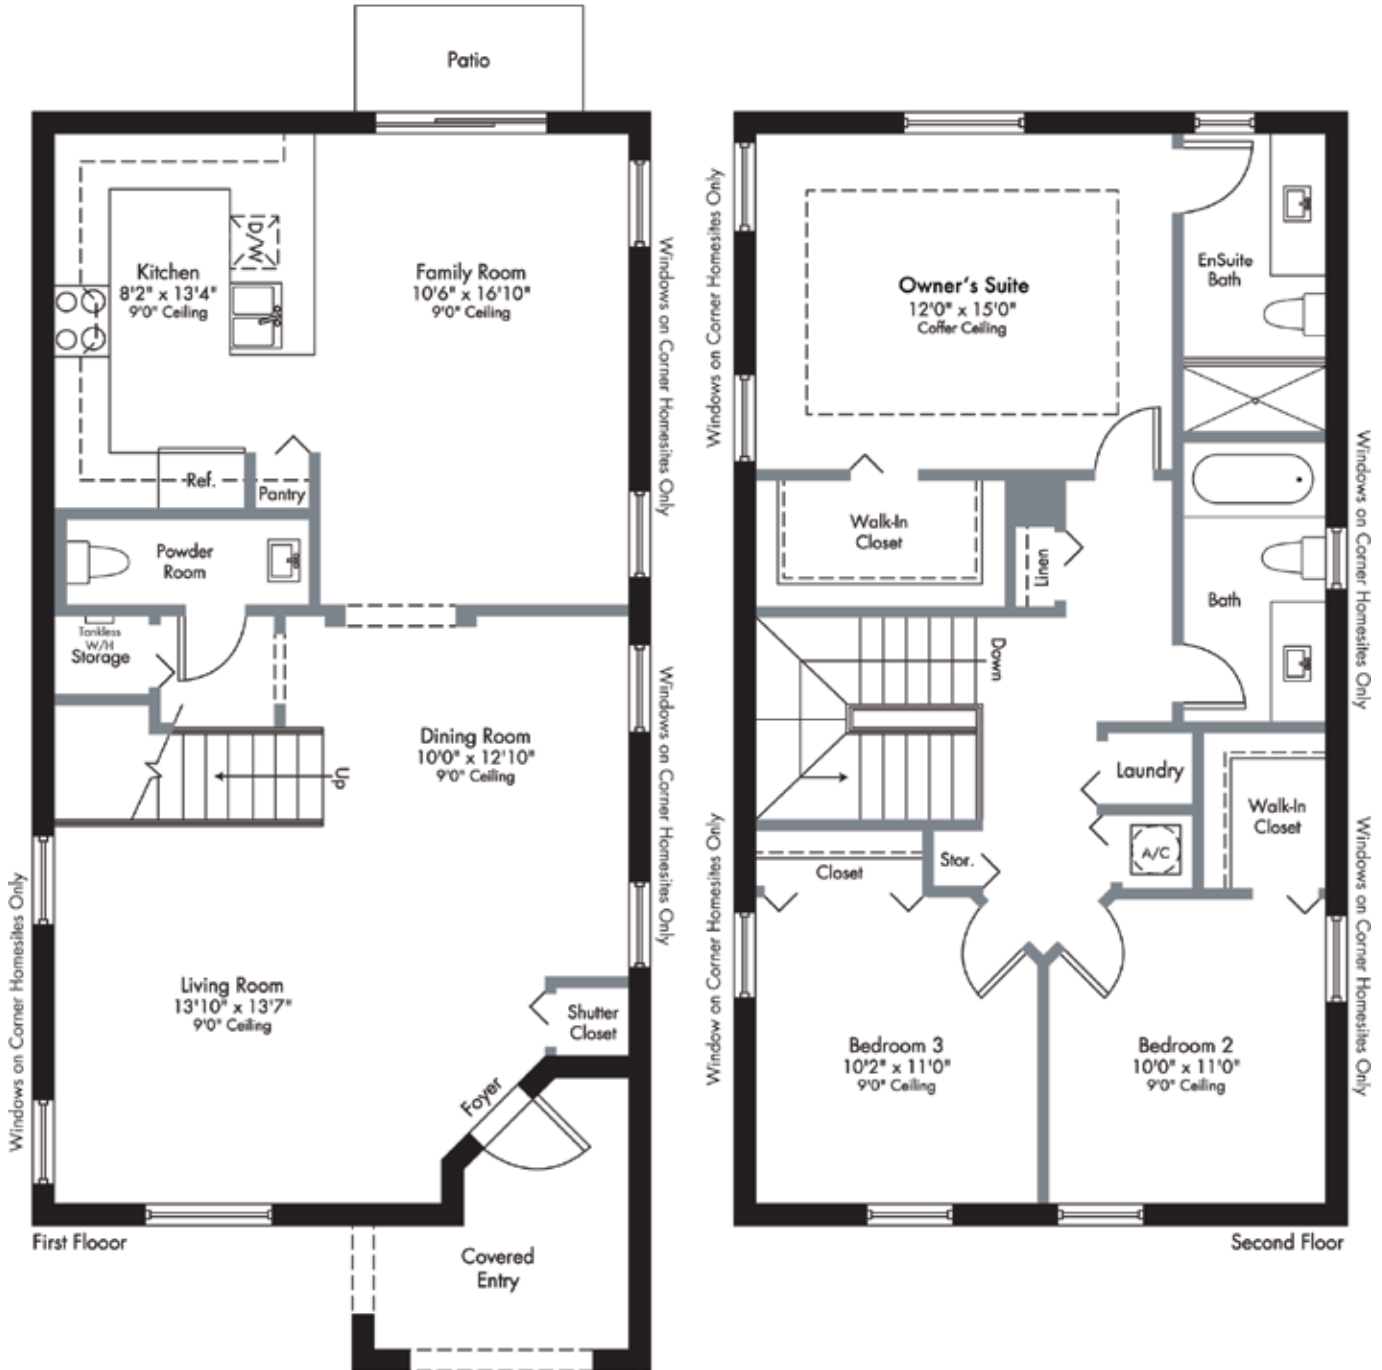 Patio
Kitchen
8'2" x 13'4"
9'0" Ceiling
D/W
Family Room
10'6" x 16'10"
9'0" Ceiling
Windows on Corner Homesites Only
Ref.
Pantry
Powder
Room
Tankless
W/H
Storage
Dining Room
10'0" x 12'10"
9'0" Ceiling
Up
Windows on Corner Homesites Only
Windows on Corner Homesites Only
Living Room
13'10" x 13'7"
9'0" Ceiling
Shutter
Closet
Foyer
Covered
Entry
First Flooor
Windows on Corner Homesites Only
Owner's Suite
12'0" x 15'0"
Coffer Ceiling
EnSuite
Bath
Walk-In
Closet
Linen
Bath
Windows on Corner Homesites Only
Down
Laundry
Walk-In
Closet
A/C
Stor.
Closet
Window on Corner Homesites Only
Windows on Corner Homesites Only
Bedroom 3
10'2" x 11'0"
9'0" Ceiling
Bedroom 2
10'0" x 11'0"
9'0" Ceiling
Second Floor